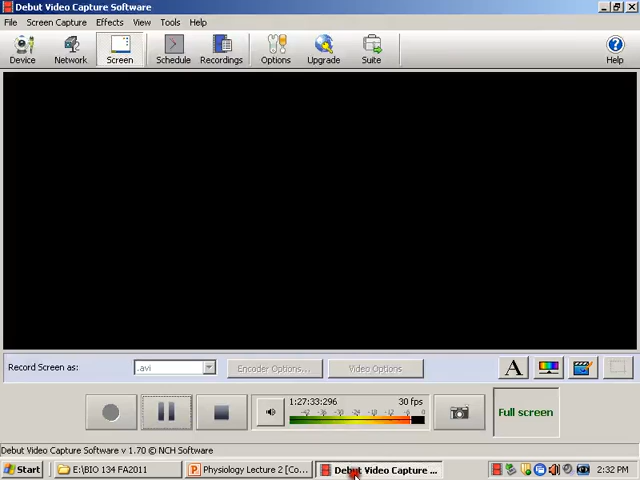 Debut Video Capture Software
File Screen Capture Effects View Tools Help
Device Network Screen Schedule Recordings Options Upgrade Suite Help
Record Screen as: .avi Encoder Options... Video Options A
1:27:33:296 30 fps
Full screen
Debut Video Capture Software v 1.70 © NCH Software
Start E:\BIO 134 FA2011 Physiology Lecture 2 [Co... Debut Video Capture ... 2:32 PM